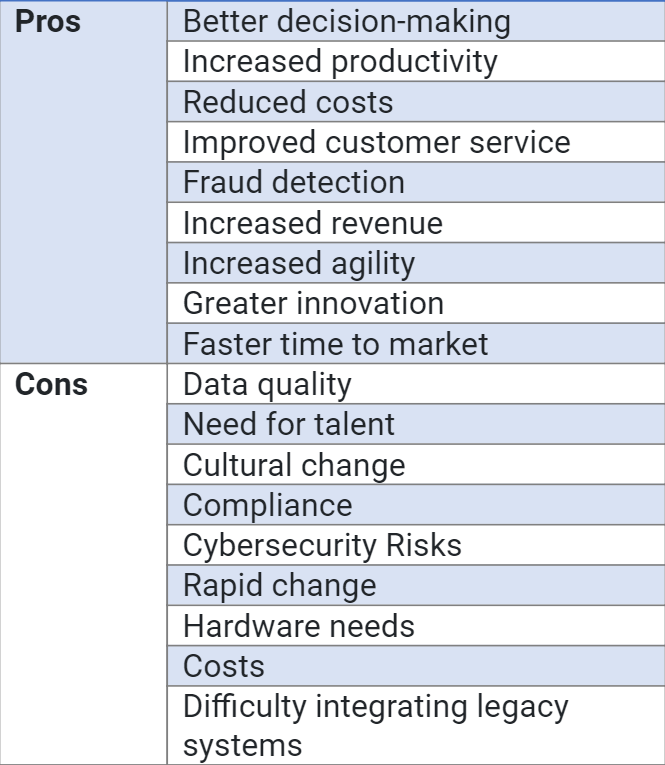 Pros
Better decision-making
Increased productivity
Reduced costs
Improved customer service
Fraud detection
Increased revenue
Increased agility
Greater innovation
Faster time to market
Cons
Data quality
Need for talent
Cultural change
Compliance
Cybersecurity Risks
Rapid change
Hardware needs
Costs
Difficulty integrating legacy
systems